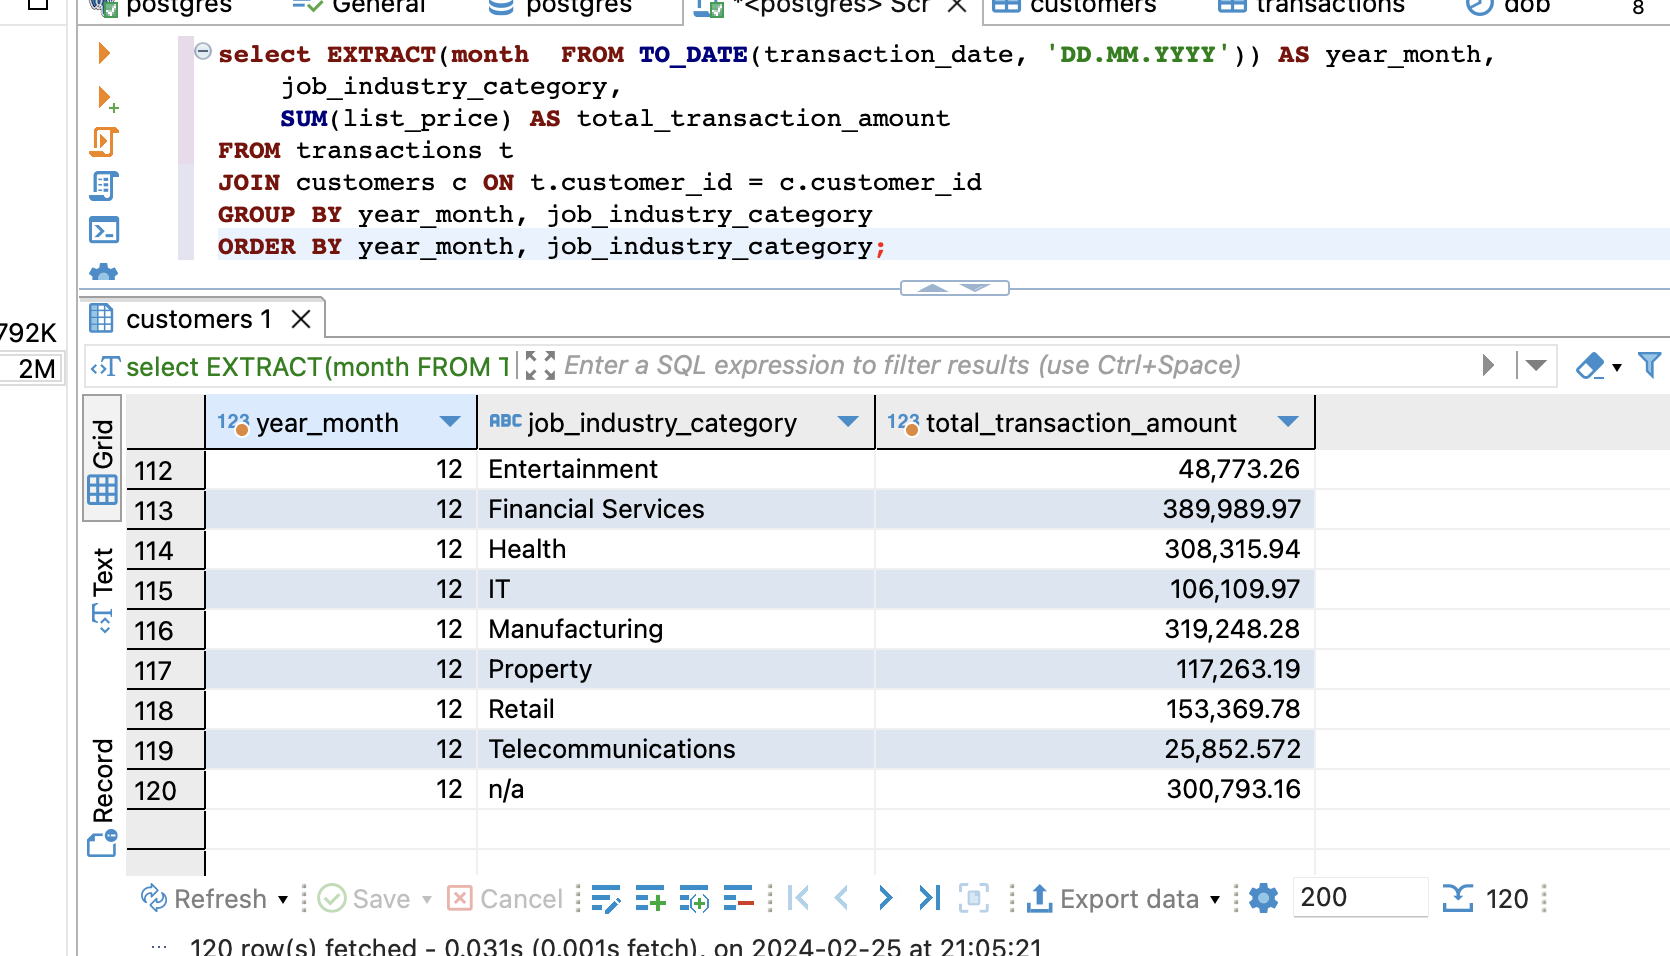 postgres General postgres *<postgres> Scr customers transactions dob 8
select EXTRACT(month  FROM TO_DATE(transaction_date, 'DD.MM.YYYY')) AS year_month,
job_industry_category,
SUM(list_price) AS total_transaction_amount
FROM transactions t
JOIN customers c ON t.customer_id = c.customer_id
GROUP BY year_month, job_industry_category
ORDER BY year_month, job_industry_category;
792K
2M
customers 1
select EXTRACT(month FROM T Enter a SQL expression to filter results (use Ctrl+Space)
Grid
Text
Record
123 year_month ABC job_industry_category 123 total_transaction_amount
112 12 Entertainment 48,773.26
113 12 Financial Services 389,989.97
114 12 Health 308,315.94
115 12 IT 106,109.97
116 12 Manufacturing 319,248.28
117 12 Property 117,263.19
118 12 Retail 153,369.78
119 12 Telecommunications 25,852.572
120 12 n/a 300,793.16
Refresh Save Cancel Export data 200 120
... 120 row(s) fetched - 0.031s (0.001s fetch), on 2024-02-25 at 21:05:21